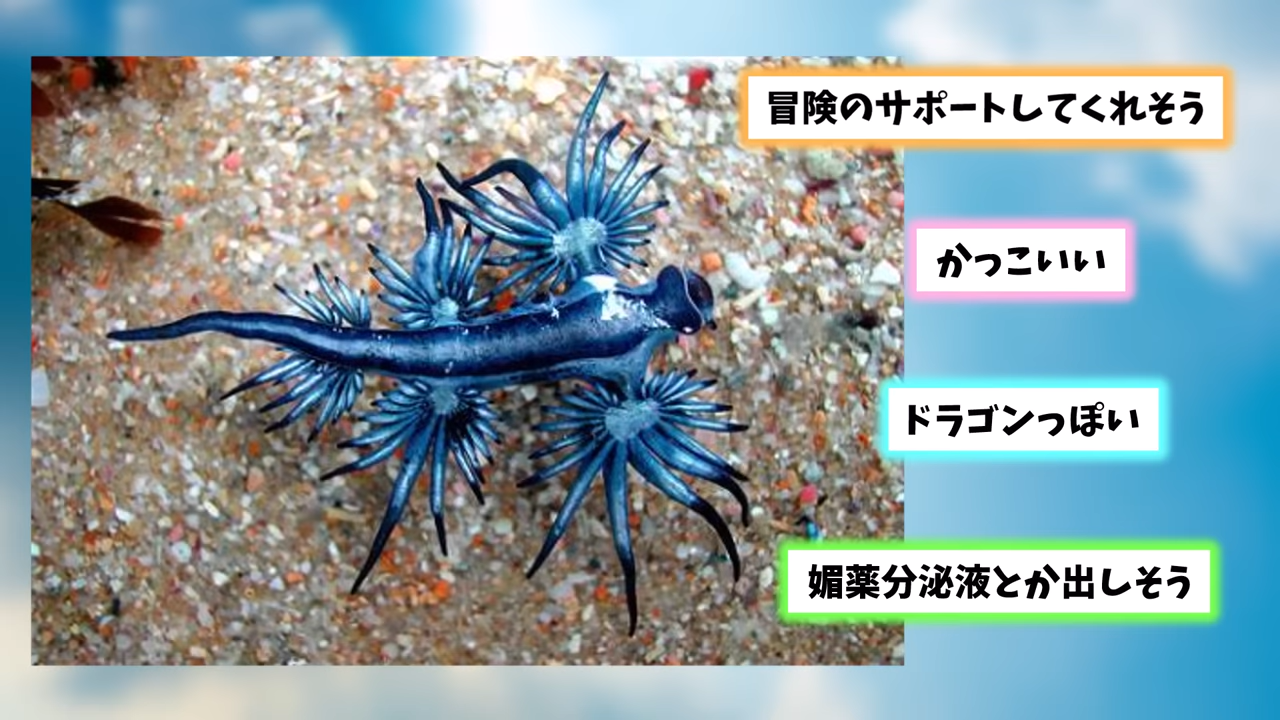 冒険のサポートしてくれそう
かっこいい
ドラゴンっぽい
媚薬分泌液とか出しそう